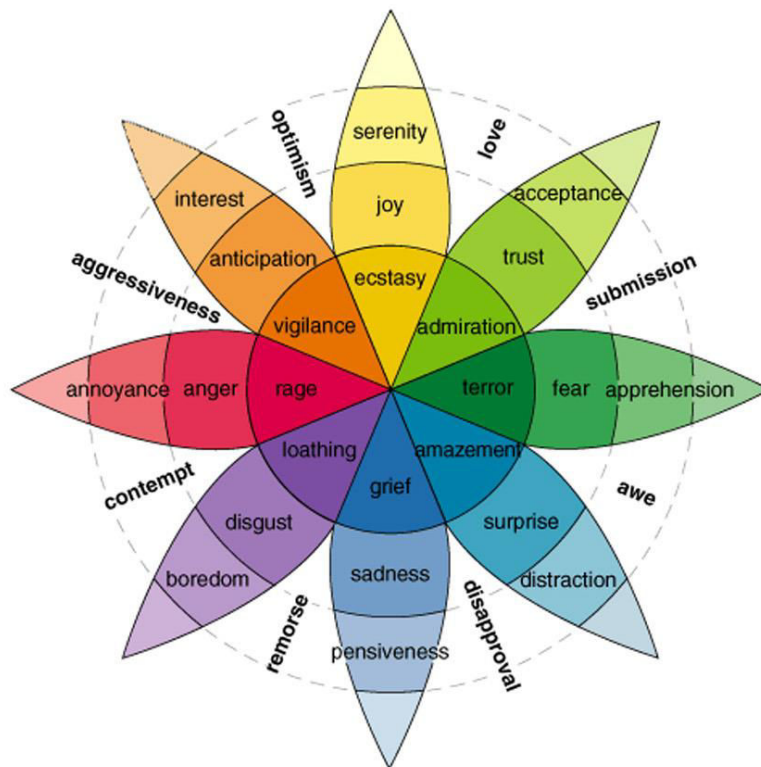 serenity
optimism
love
interest
acceptance
joy
anticipation
trust
ecstasy
aggressiveness
submission
vigilance
admiration
annoyance
anger
rage
terror
fear
apprehension
loathing
amazement
contempt
grief
awe
disgust
surprise
boredom
sadness
distraction
remorse
disapproval
pensiveness